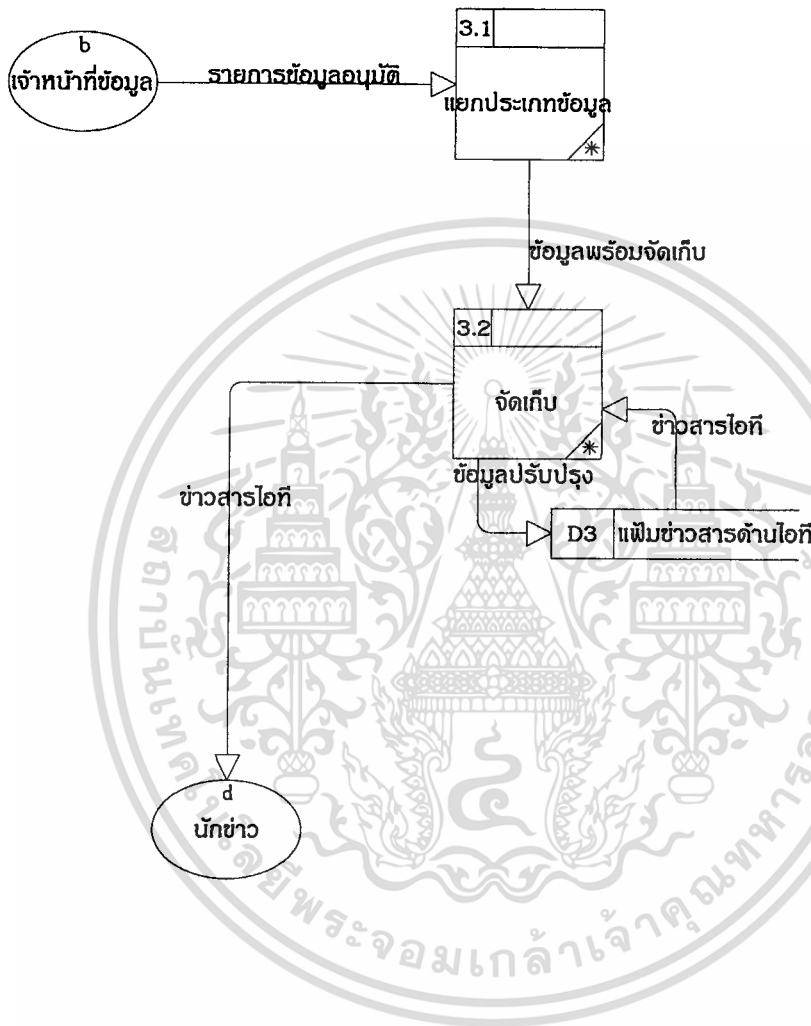 b
เจ้าหน้าที่ข้อมูล
รายการข้อมูลอนุมัติ
3.1
แยกประเภทข้อมูล
*
ข้อมูลพร้อมจัดเก็บ
3.2
จัดเก็บ
*
ข่าวสารไอที
ข้อมูลปรับปรุง
ข่าวสารไอที
D3
แฟ้มข่าวสารด้านไอที
d
นักข่าว